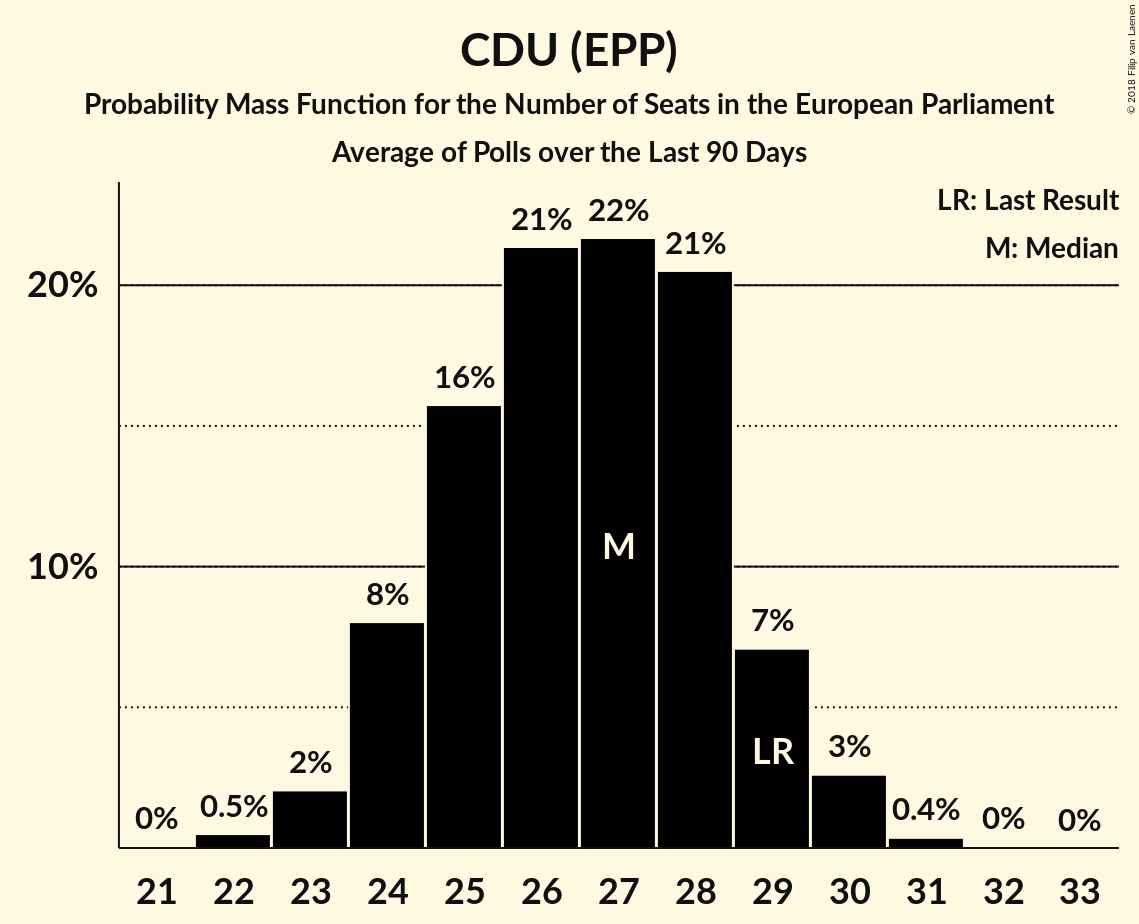 CDU (EPP)
Probability Mass Function for the Number of Seats in the European Parliament
Average of Polls over the Last 90 Days
© 2018 Filip van Laenen
LR: Last Result
M: Median
20%
10%
0%
0.5%
2%
8%
16%
21%
22%
21%
7%
3%
0.4%
0%
0%
M
LR
21 22 23 24 25 26 27 28 29 30 31 32 33